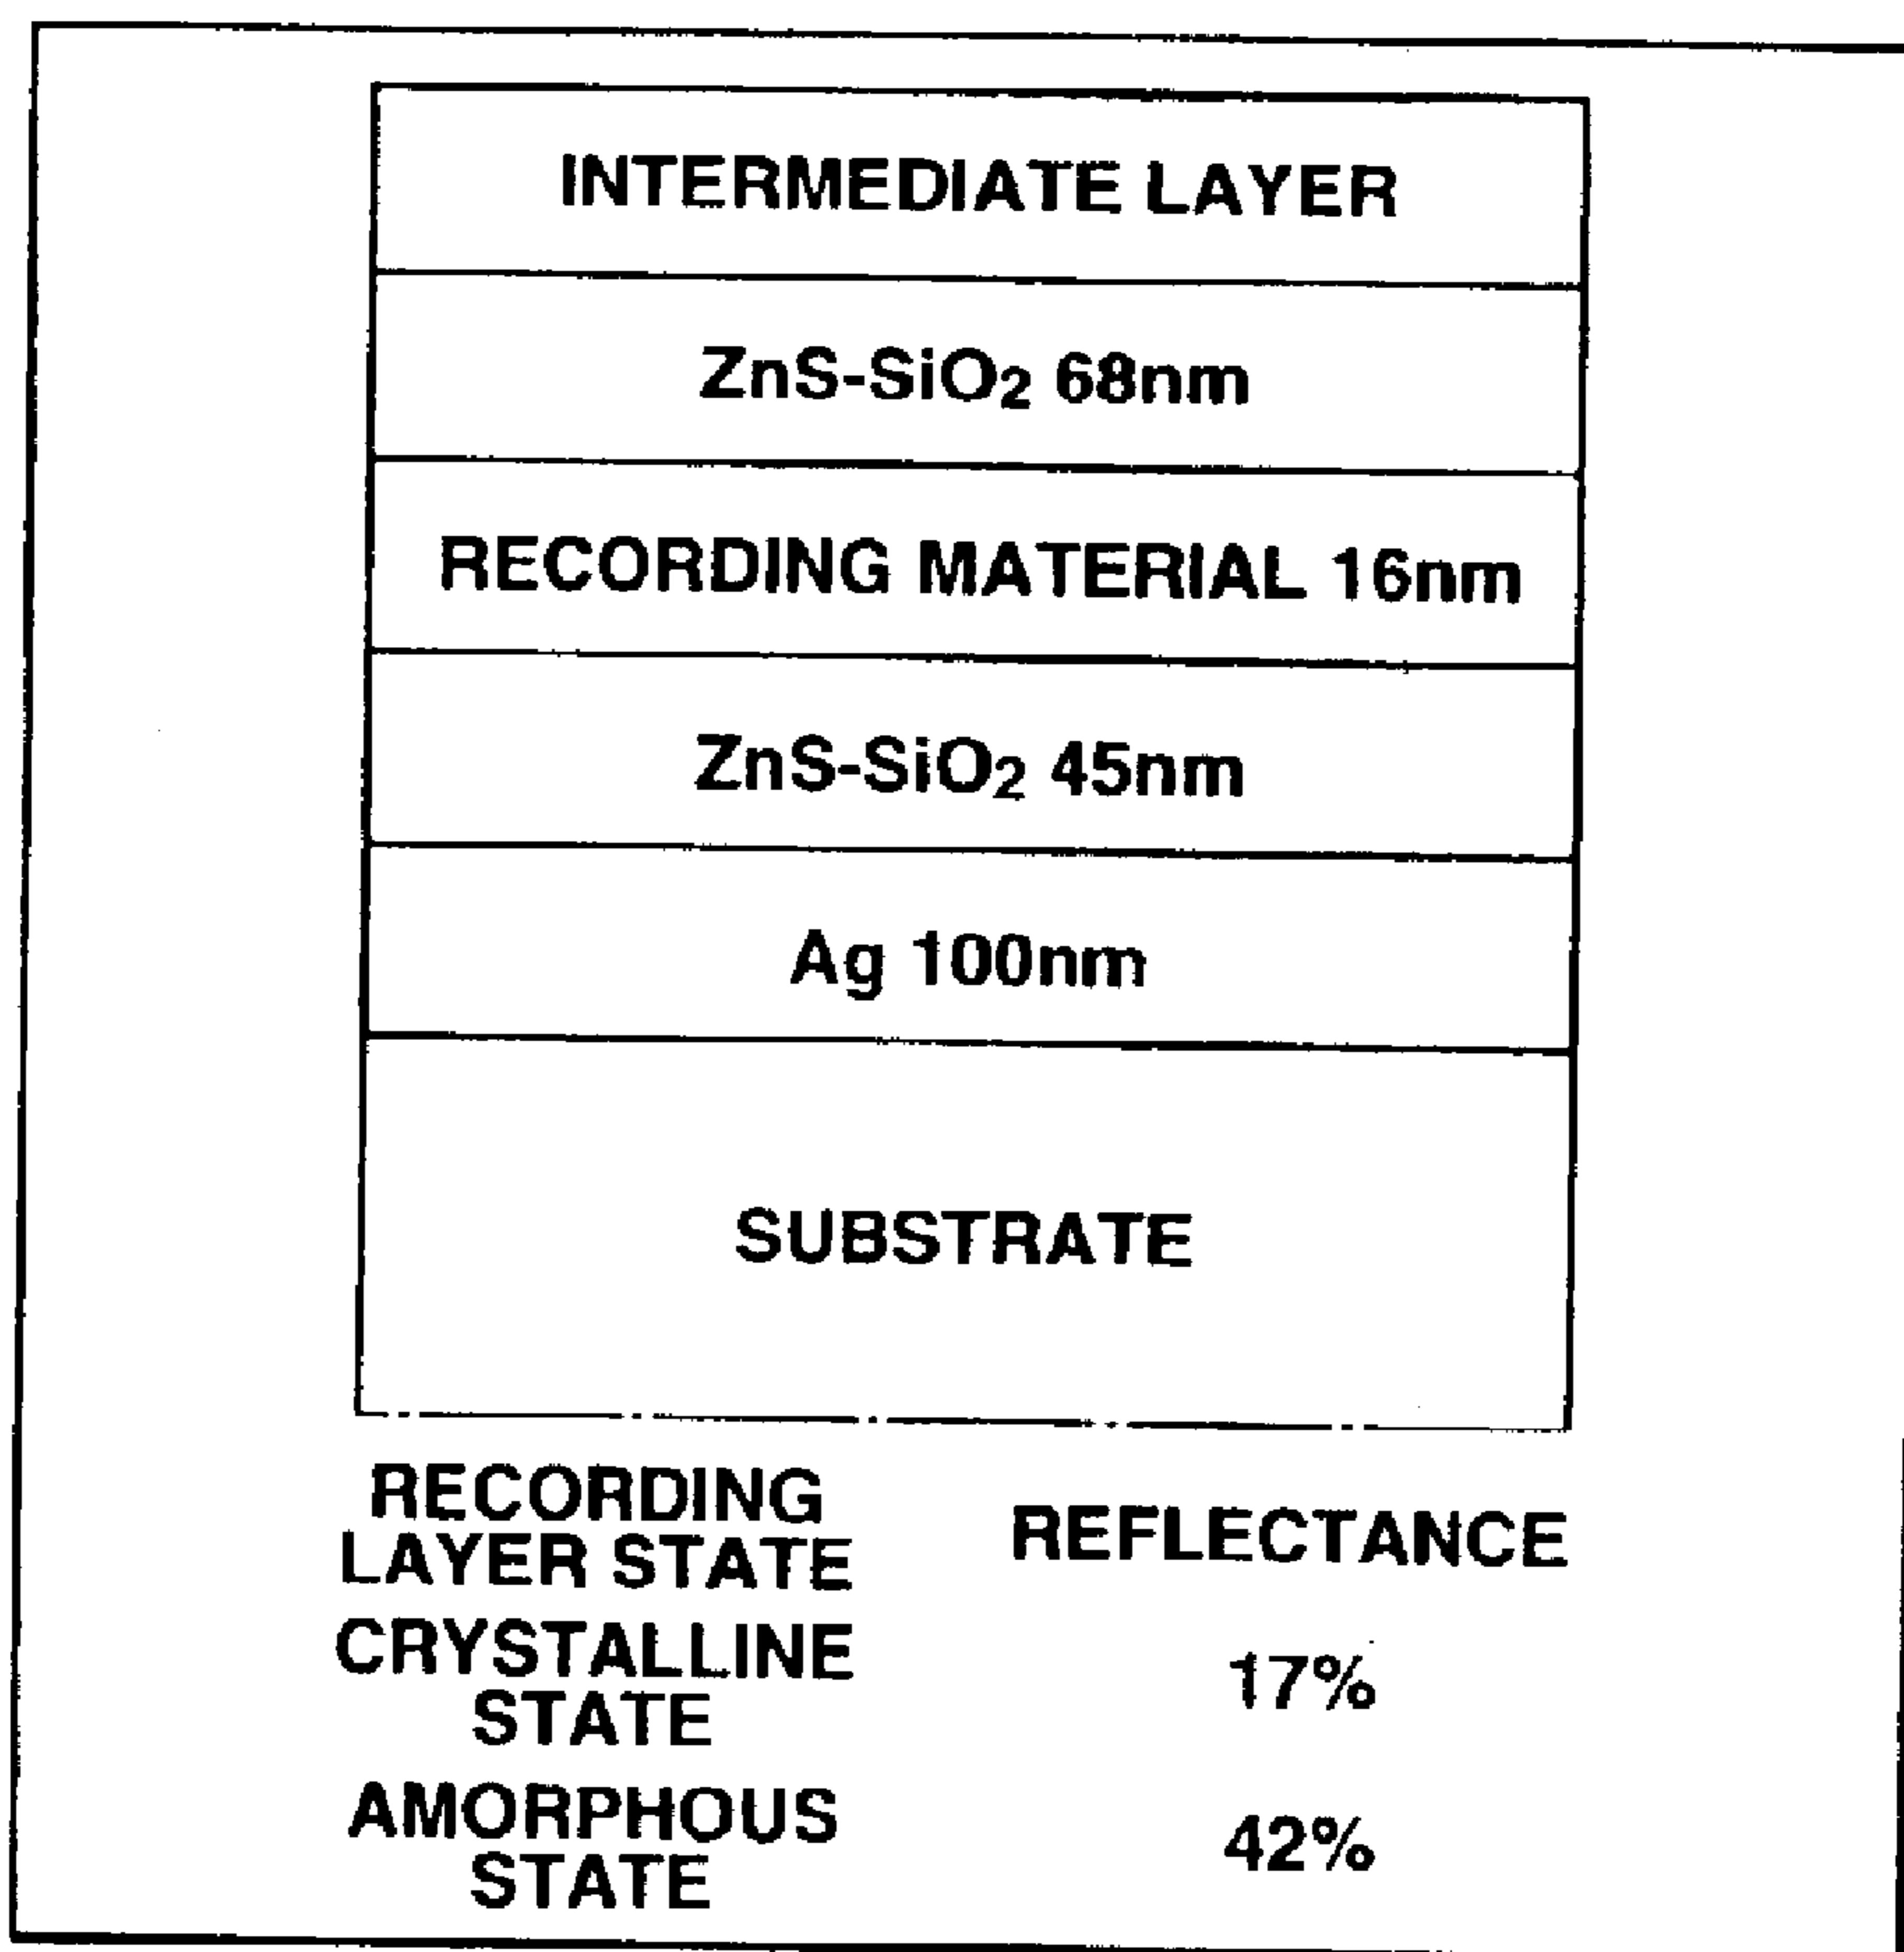 INTERMEDIATE LAYER
ZnS-SiO₂ 68nm
RECORDING MATERIAL 16nm
ZnS-SiO₂ 45nm
Ag 100nm
SUBSTRATE
RECORDING
LAYER STATE
REFLECTANCE
CRYSTALLINE
STATE
17%
AMORPHOUS
STATE
42%